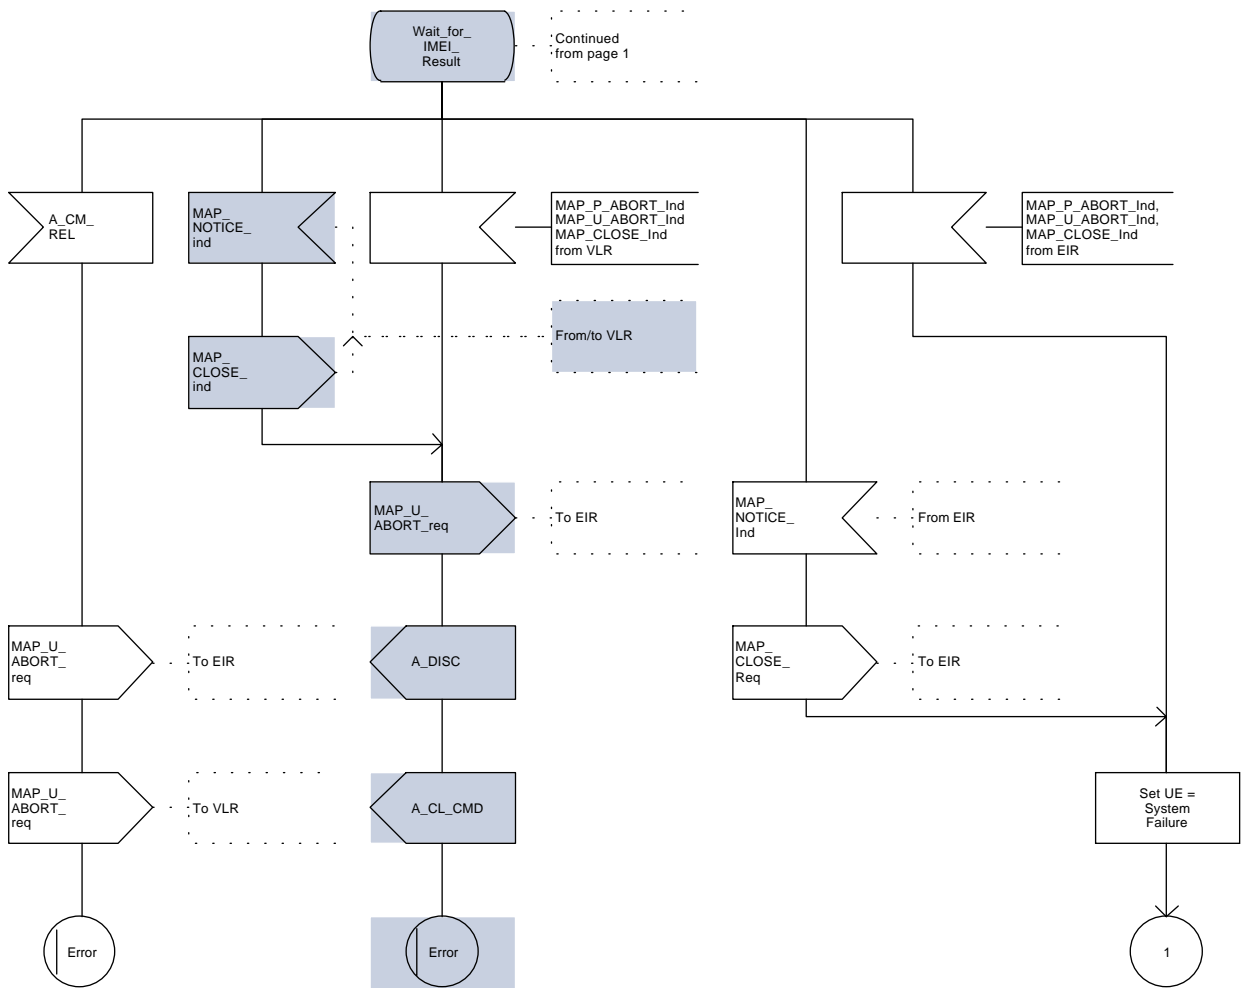 Wait_for_
IMEI_
Result
Continued
from page 1
A_CM_
REL
MAP_
NOTICE_
ind
MAP_P_ABORT_Ind
MAP_U_ABORT_Ind
MAP_CLOSE_Ind
from VLR
MAP_P_ABORT_Ind,
MAP_U_ABORT_Ind,
MAP_CLOSE_Ind
from EIR
MAP_
CLOSE_
ind
From/to VLR
MAP_U_
ABORT_req
To EIR
MAP_
NOTICE_
Ind
From EIR
MAP_U_
ABORT_
req
To EIR
A_DISC
MAP_
CLOSE_
Req
To EIR
MAP_U_
ABORT_
req
To VLR
A_CL_CMD
Set UE =
System
Failure
Error
Error
1